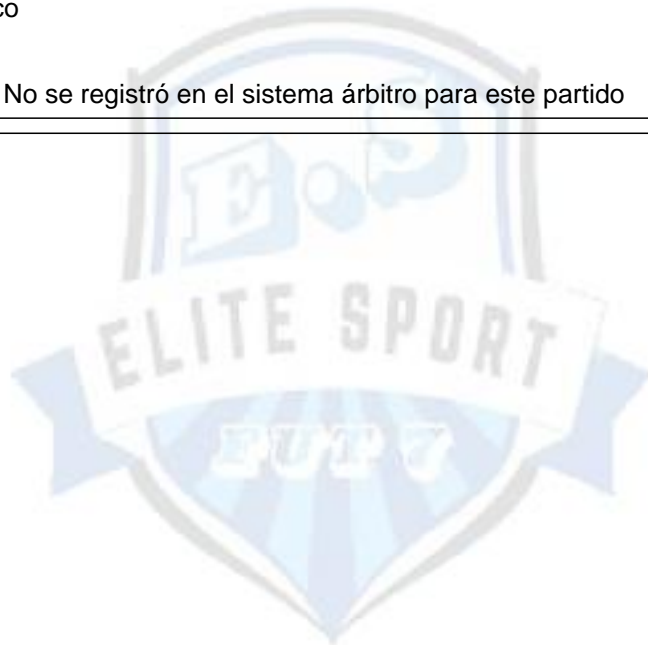 co
No se registró en el sistema árbitro para este partido
E.S
ELITE SPORT
FUT 7